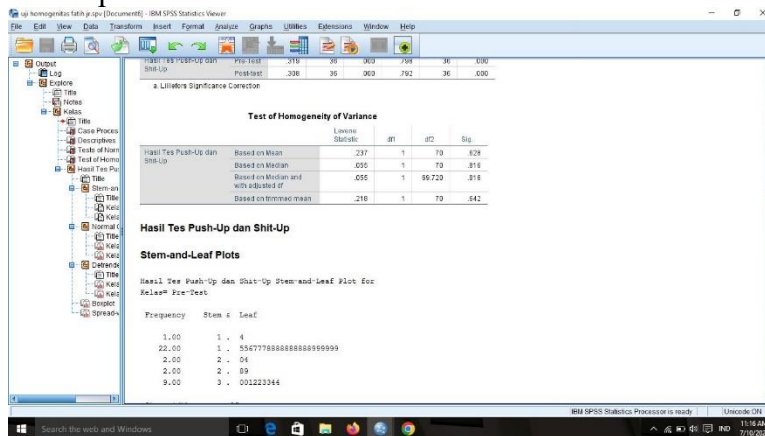 uji homogenitas fatih jr.spv [Document6] - IBM SPSS Statistics Viewer
File Edit View Data Transform Insert Format Analyze Graphs Utilities Extensions Window Help
Output
Log
Explore
Title
Notes
Kelas
Title
Case Proces
Descriptives
Tests of Norm
Test of Homo
Hasil Tes Pus
Title
Stem-an
Title
Kela
Kela
Normal
Title
Kela
Kela
Detrende
Title
Kela
Kela
Boxplot
Spread-v
Hasil Tes Push-Up dan Shit-Up Pre-Test .319 36 .000 .798 36 .000
Post-test .308 36 .000 .792 36 .000
a. Lilliefors Significance Correction
Test of Homogeneity of Variance
Levene Statistic df1 df2 Sig.
Hasil Tes Push-Up dan Shit-Up Based on Mean .237 1 70 .628
Based on Median .055 1 70 .816
Based on Median and with adjusted df .055 1 69.720 .816
Based on trimmed mean .218 1 70 .642
Hasil Tes Push-Up dan Shit-Up
Stem-and-Leaf Plots
Hasil Tes Push-Up dan Shit-Up Stem-and-Leaf Plot for
Kelas= Pre-Test
Frequency Stem & Leaf
1.00 1 . 4
22.00 1 .
2.00 2 . 04
2.00 2 . 89
9.00 3 . 001223344
IBM SPSS Statistics Processor is ready Unicode:ON
Search the web and Windows
IND 11:16 AM